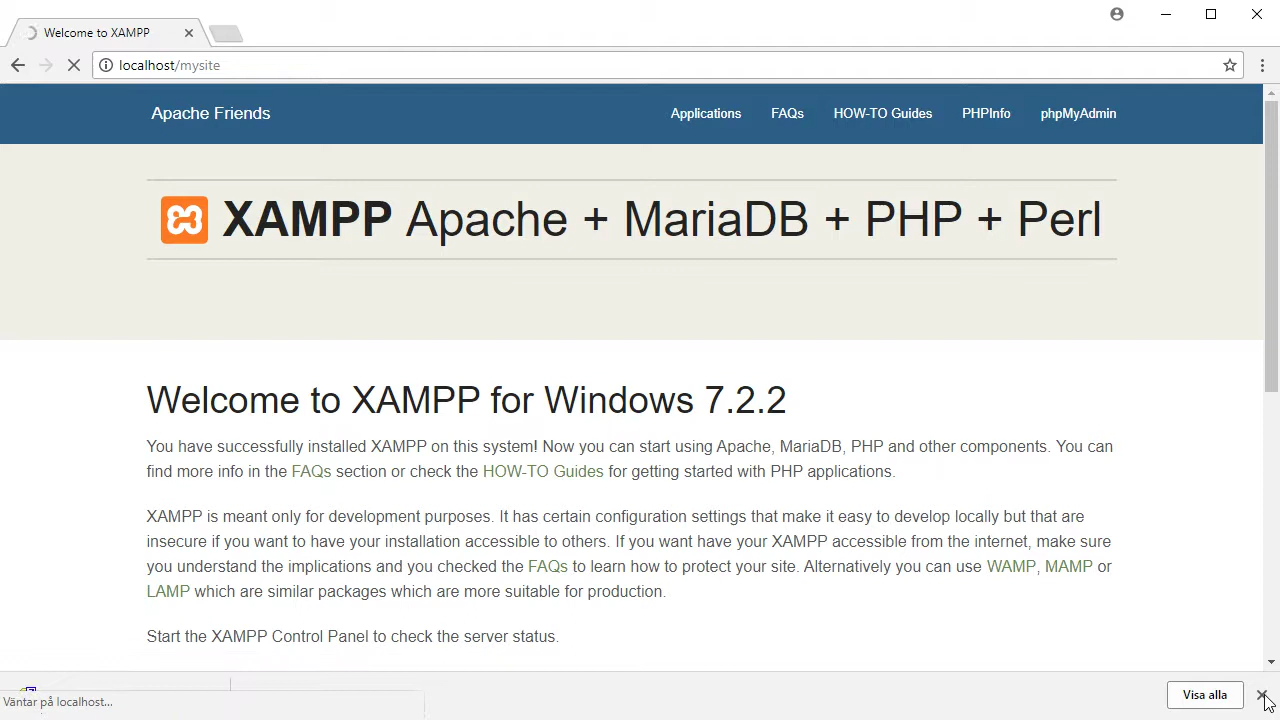 Welcome to XAMPP
localhost/mysite
Apache Friends
Applications FAQs HOW-TO Guides PHPInfo phpMyAdmin
XAMPP Apache + MariaDB + PHP + Perl
Welcome to XAMPP for Windows 7.2.2
You have successfully installed XAMPP on this system! Now you can start using Apache, MariaDB, PHP and other components. You can
find more info in the FAQs section or check the HOW-TO Guides for getting started with PHP applications.
XAMPP is meant only for development purposes. It has certain configuration settings that make it easy to develop locally but that are
insecure if you want to have your installation accessible to others. If you want have your XAMPP accessible from the internet, make sure
you understand the implications and you checked the FAQs to learn how to protect your site. Alternatively you can use WAMP, MAMP or
LAMP which are similar packages which are more suitable for production.
Start the XAMPP Control Panel to check the server status.
Visa alla
Väntar på localhost...